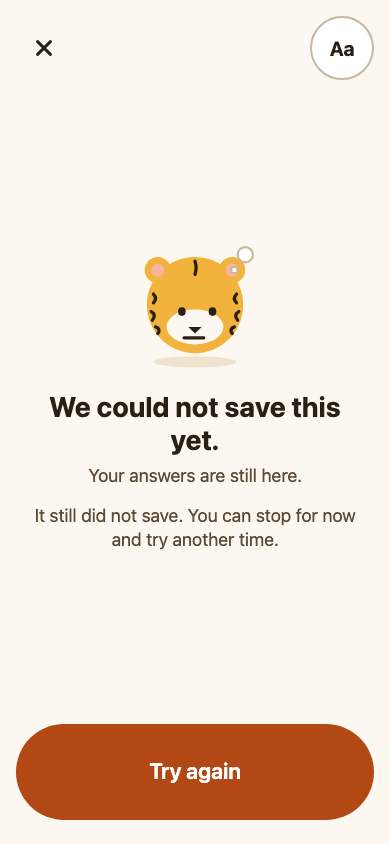 Aa
We could not save this
yet.
Your answers are still here.
It still did not save. You can stop for now
and try another time.
Try again